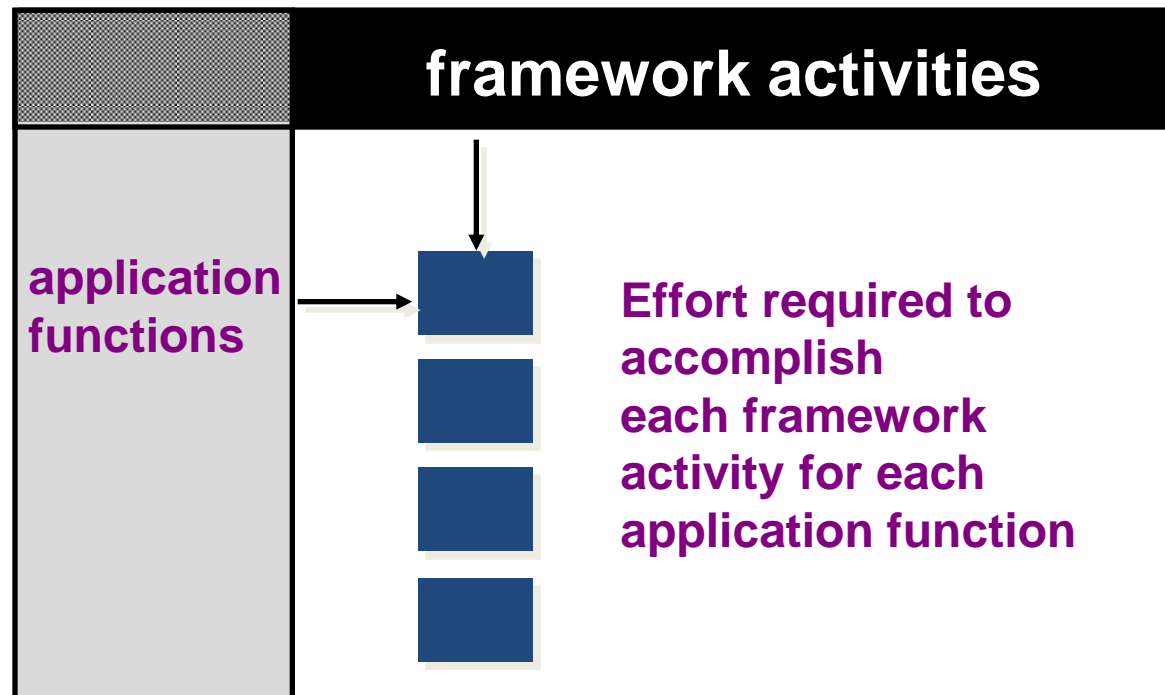 framework activities
application
functions
Effort required to
accomplish
each framework
activity for each
application function